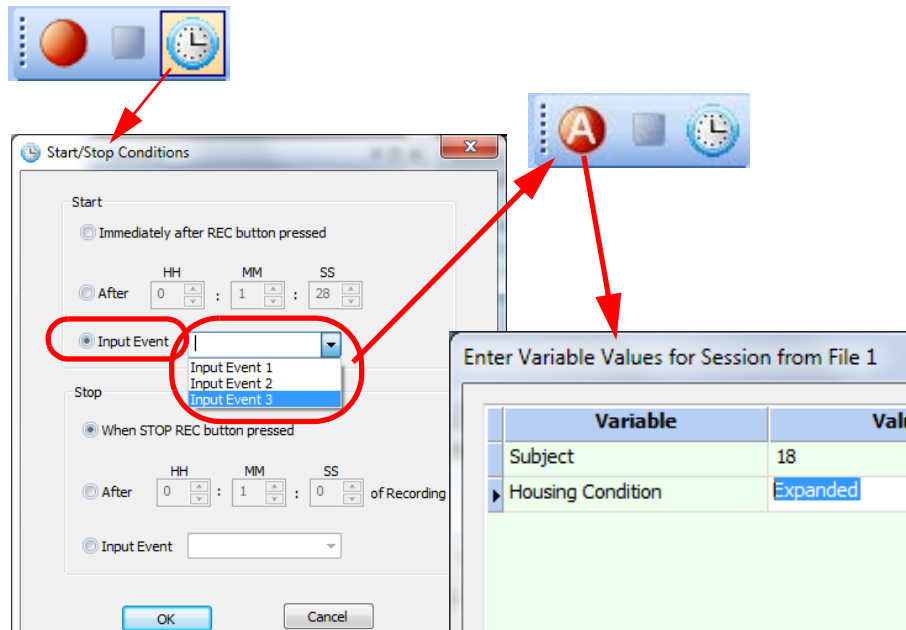 A
Start/Stop Conditions
Start
Immediately after REC button pressed
HH MM SS
After 0 : 1 : 28
Input Event
Input Event 1
Input Event 2
Input Event 3
Stop
When STOP REC button pressed
HH MM SS
After 0 : 1 : 0 of Recording
Input Event
OK Cancel
Enter Variable Values for Session from File 1
Variable Val
Subject 18
Housing Condition Expanded